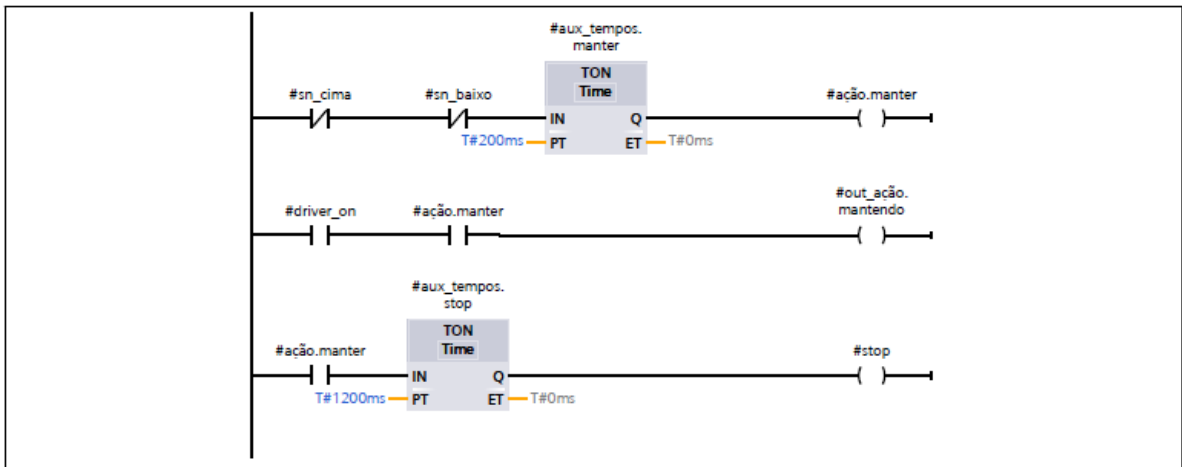 #aux_tempos.
manter
TON
Time
#sn_cima
#sn_baixo
#ação.manter
IN
Q
T#200ms
PT
ET
T#0ms
#driver_on
#ação.manter
#out_ação.
mantendo
#aux_tempos.
stop
TON
Time
#ação.manter
#stop
IN
Q
T#1200ms
PT
ET
T#0ms